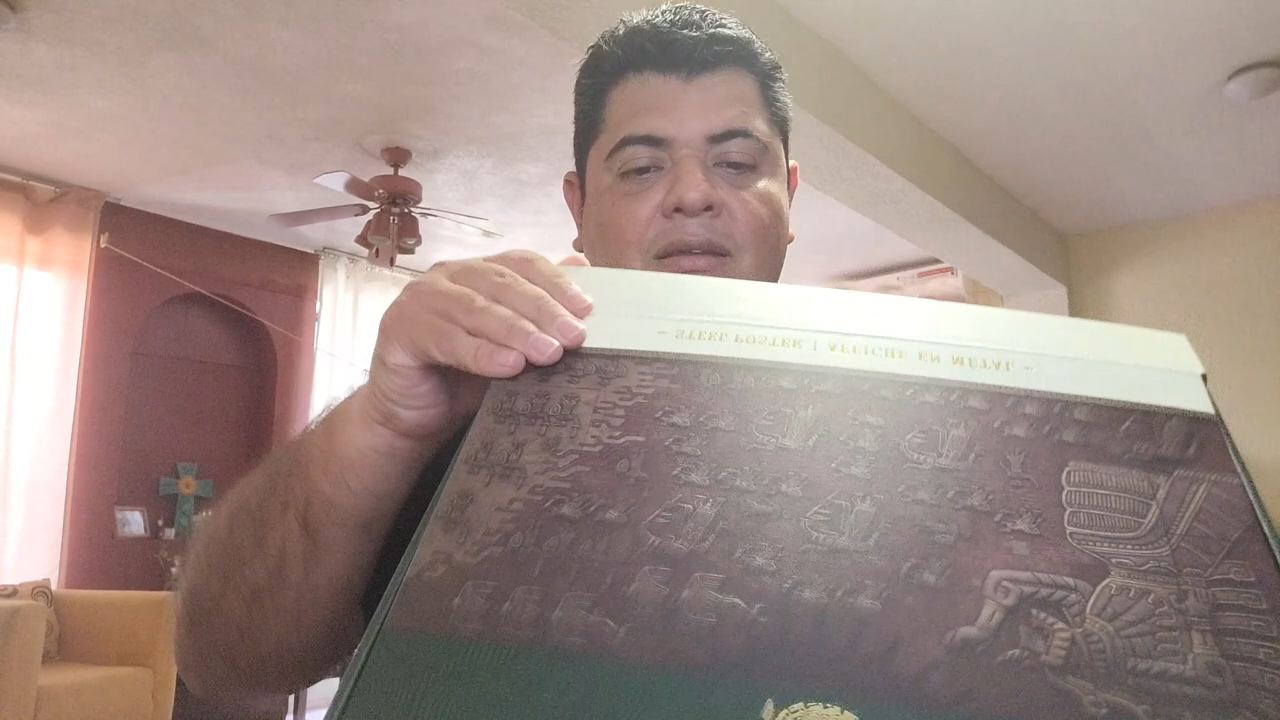 ~ STEEL POSTER | AFFICHE EN MÉTAL ~